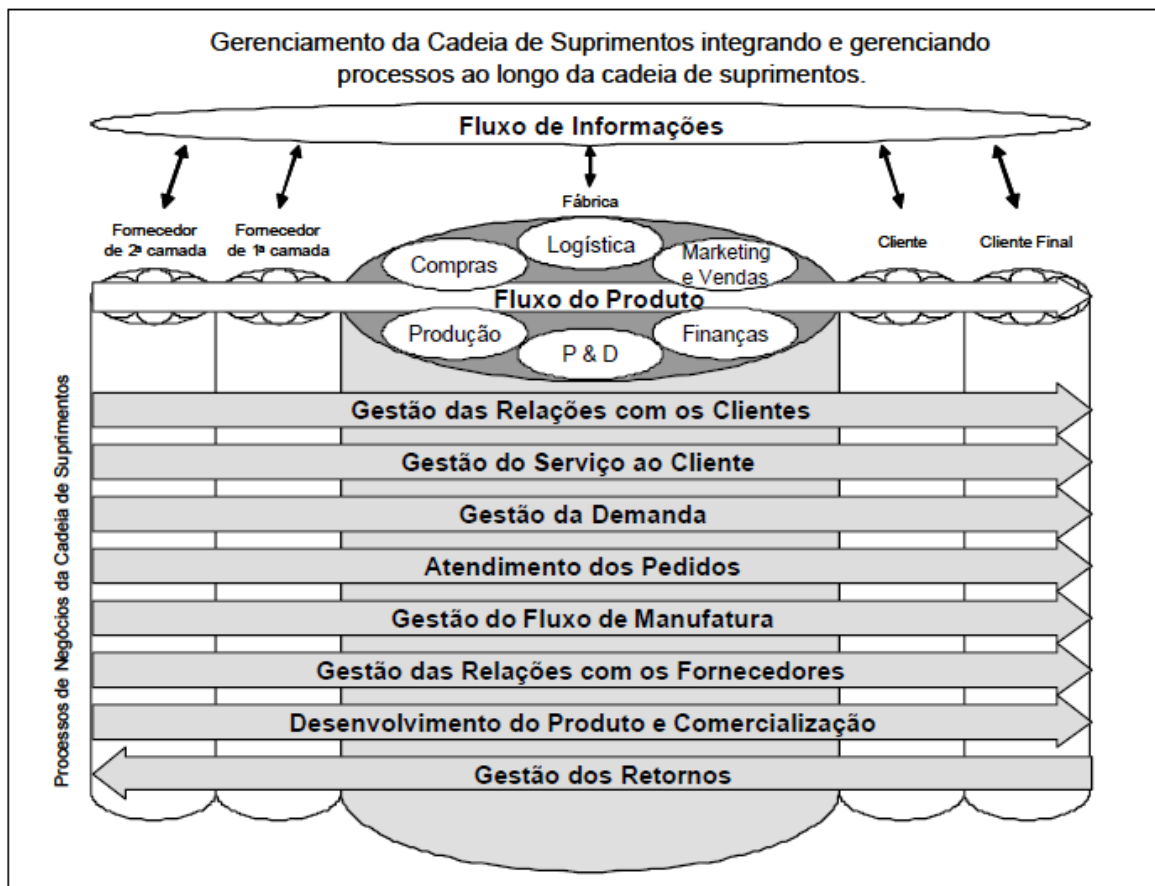 Gerenciamento da Cadeia de Suprimentos integrando e gerenciando
processos ao longo da cadeia de suprimentos.
Fluxo de Informações
Fornecedor
de 2ª camada
Fornecedor
de 1ª camada
Fábrica
Cliente
Cliente Final
Compras
Logística
Marketing
e Vendas
Fluxo do Produto
Produção
P & D
Finanças
Processos de Negócios da Cadeia de Suprimentos
Gestão das Relações com os Clientes
Gestão do Serviço ao Cliente
Gestão da Demanda
Atendimento dos Pedidos
Gestão do Fluxo de Manufatura
Gestão das Relações com os Fornecedores
Desenvolvimento do Produto e Comercialização
Gestão dos Retornos